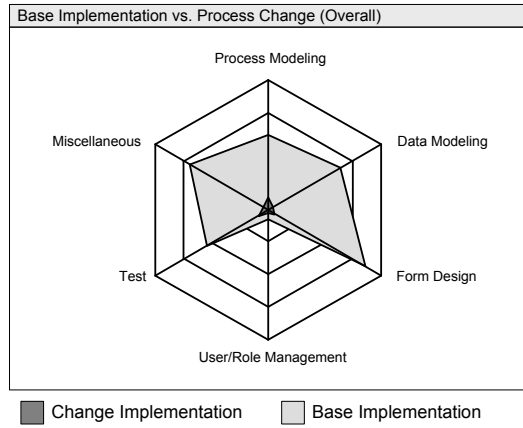 Base Implementation vs. Process Change (Overall)
Process Modeling
Miscellaneous
Data Modeling
Test
Form Design
User/Role Management
Change Implementation
Base Implementation